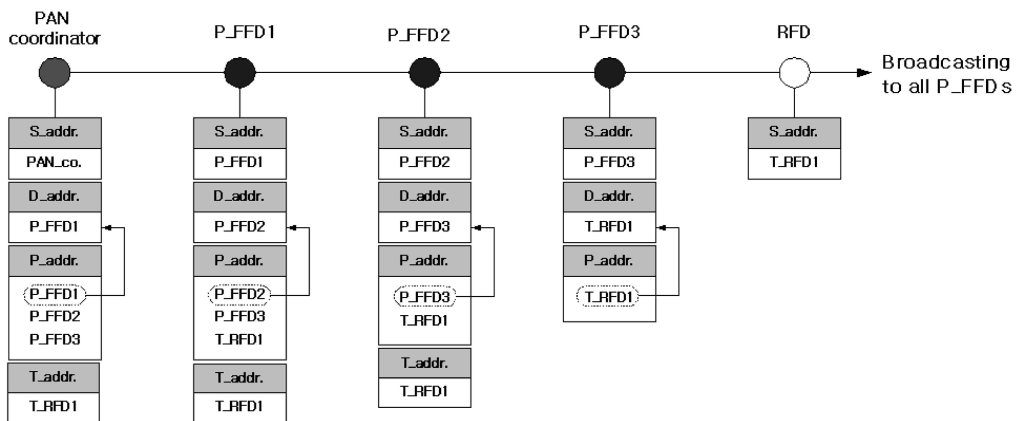 PAN
coordinator
P_FFD1
P_FFD2
P_FFD3
RFD
Broadcasting
to all P_FFDs
S_addr.
PAN_co.
D_addr.
P_FFD1
P_addr.
P_FFD1
P_FFD2
P_FFD3
T_addr.
T_RFD1
S_addr.
P_FFD1
D_addr.
P_FFD2
P_addr.
P_FFD2
P_FFD3
T_RFD1
T_addr.
T_RFD1
S_addr.
P_FFD2
D_addr.
P_FFD3
P_addr.
P_FFD3
T_RFD1
T_addr.
T_RFD1
S_addr.
P_FFD3
D_addr.
T_RFD1
P_addr.
T_RFD1
S_addr.
T_RFD1